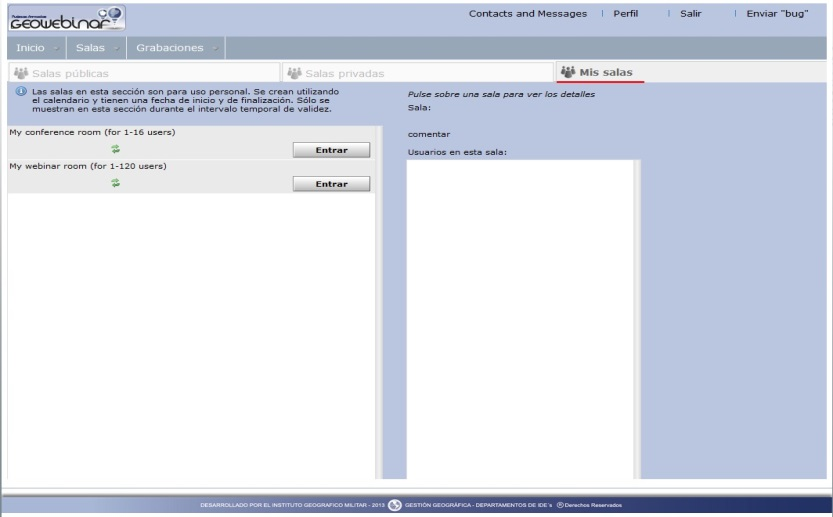 GEOWEbinar
Contacts and Messages | Perfil | Salir | Enviar "bug"
Inicio Salas Grabaciones
Salas públicas Salas privadas Mis salas
Las salas en esta sección son para uso personal. Se crean utilizando
el calendario y tienen una fecha de inicio y de finalización. Sólo se
muestran en esta sección durante el intervalo temporal de validez.
Pulse sobre una sala para ver los detalles
Sala:
comentar
Usuarios en esta sala:
My conference room (for 1-16 users)
Entrar
My webinar room (for 1-120 users)
Entrar
DESARROLLADO POR EL INSTITUTO GEOGRAFICO MILITAR - 2013 GESTIÓN GEOGRÁFICA - DEPARTAMENTOS DE IDE´s ® Derechos Reservados